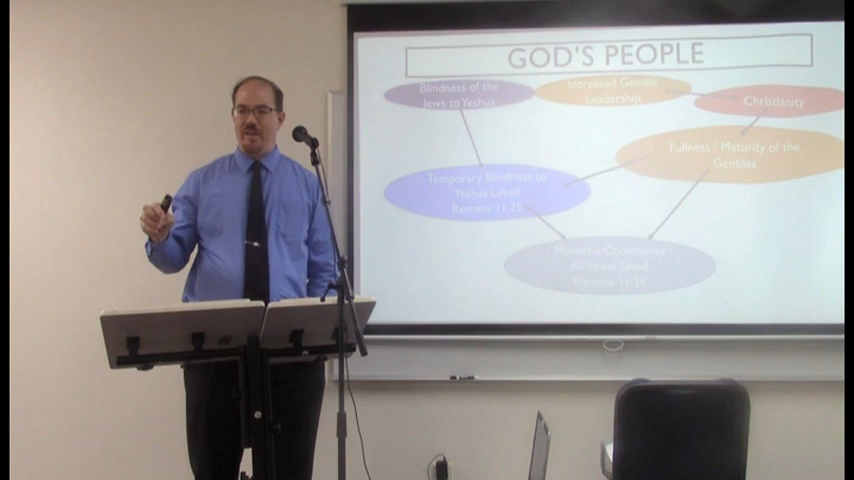 GOD'S PEOPLE
Blindness of the
Jews to Yeshua
Increased Gentile
Leadership
Christianity
Fullness / Maturity of the
Gentiles
Temporary Blindness to
Yeshua Lifted
Romans 11:25
Messiah's Community
All Israel Saved
Romans 11:26